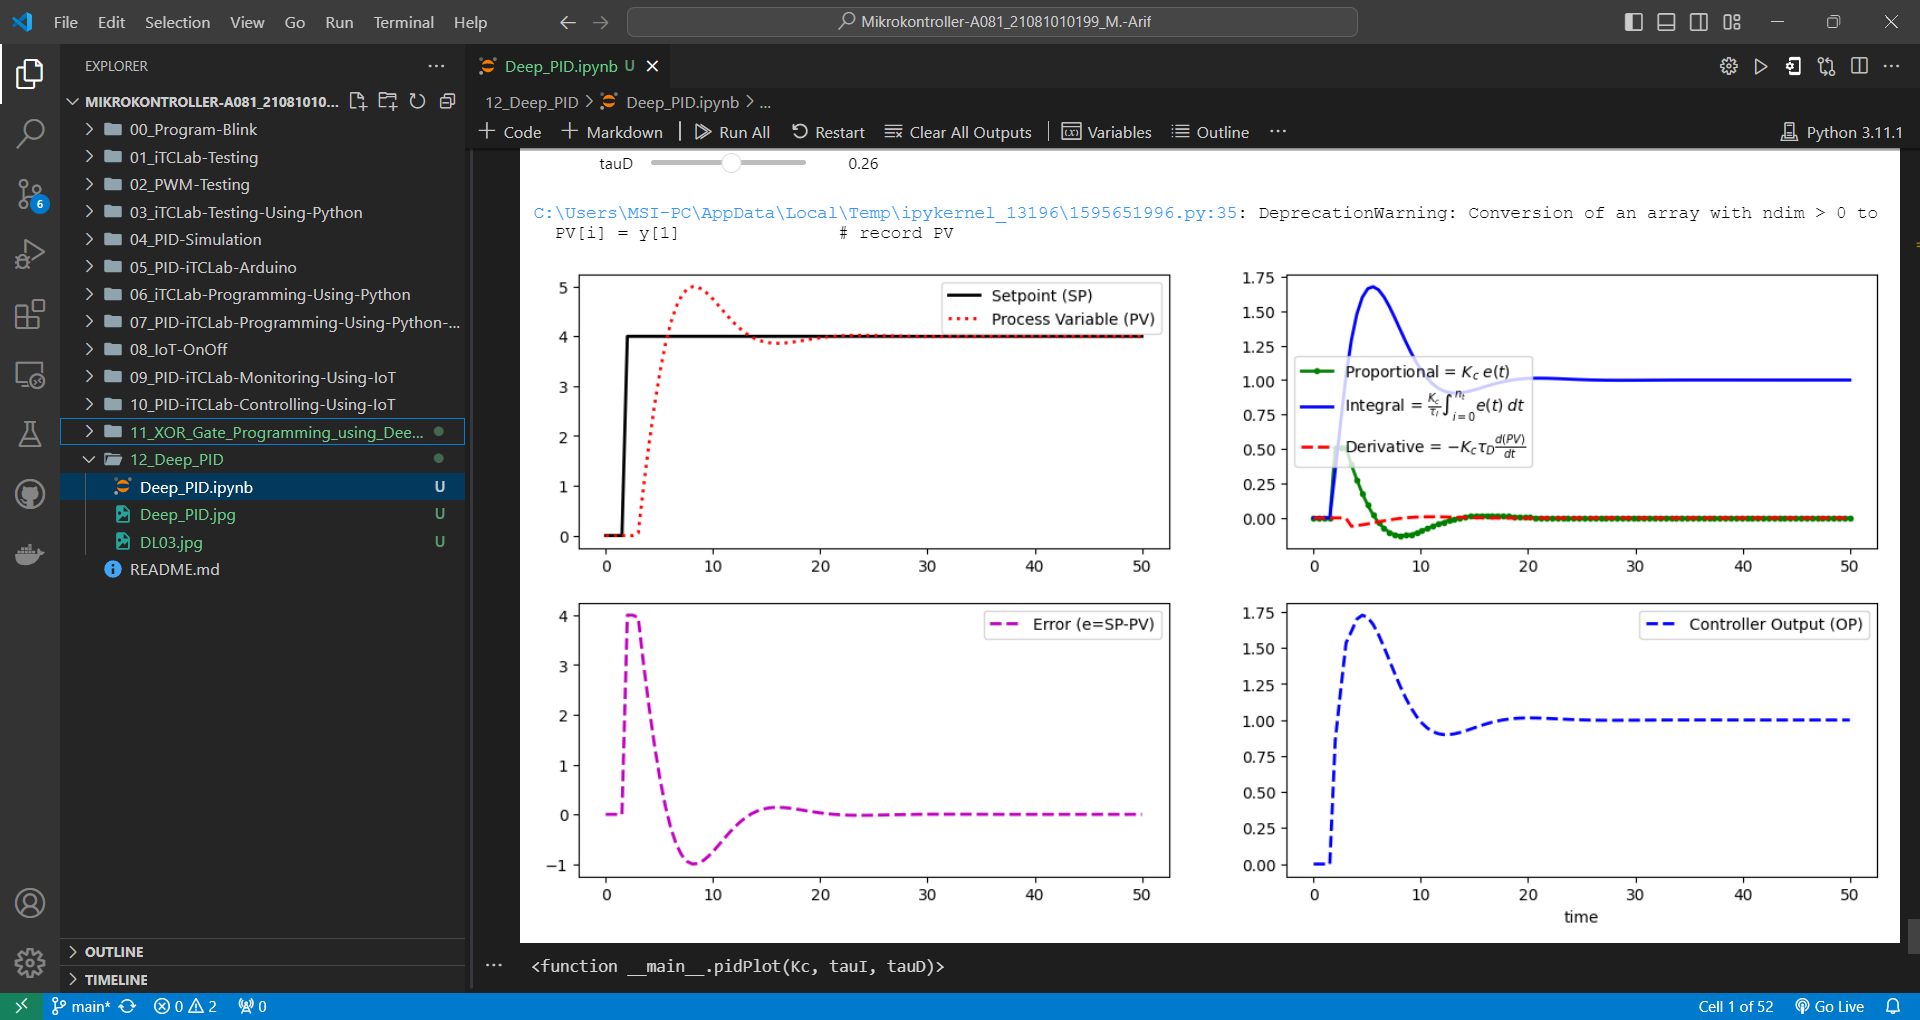 File Edit Selection View Go Run Terminal Help
Mikrokontroller-A081_21081010199_M.-Arif
EXPLORER
MIKROKONTROLLER-A081_21081010...
00_Program-Blink
01_iTCLab-Testing
02_PWM-Testing
03_iTCLab-Testing-Using-Python
04_PID-Simulation
05_PID-iTCLab-Arduino
06_iTCLab-Programming-Using-Python
07_PID-iTCLab-Programming-Using-Python-...
08_IoT-OnOff
09_PID-iTCLab-Monitoring-Using-IoT
10_PID-iTCLab-Controlling-Using-IoT
11_XOR_Gate_Programming_using_Dee...
12_Deep_PID
Deep_PID.ipynb U
Deep_PID.jpg U
DL03.jpg U
README.md
OUTLINE
TIMELINE
6
Deep_PID.ipynb U
12_Deep_PID > Deep_PID.ipynb > ...
Code Markdown Run All Restart Clear All Outputs Variables Outline ... Python 3.11.1
tauD 0.26
C:\Users\MSI-PC\AppData\Local\Temp\ipykernel_13196\1595651996.py:35: DeprecationWarning: Conversion of an array with ndim > 0 to
PV[i] = y[1] # record PV
Setpoint (SP)
Process Variable (PV)
5
4
3
2
1
0
0 10 20 30 40 50
1.75
1.50
1.25
1.00
0.75
0.50
0.25
0.00
Proportional = K_c e(t)
Integral = K_c/τ_I ∫_{i=0}^{n_t} e(t) dt
Derivative = −K_c τ_D d(PV)/dt
0 10 20 30 40 50
Error (e=SP-PV)
4
3
2
1
0
−1
0 10 20 30 40 50
Controller Output (OP)
1.75
1.50
1.25
1.00
0.75
0.50
0.25
0.00
0 10 20 30 40 50
time
<function __main__.pidPlot(Kc, tauI, tauD)>
main* 0 2 0 Cell 1 of 52 Go Live